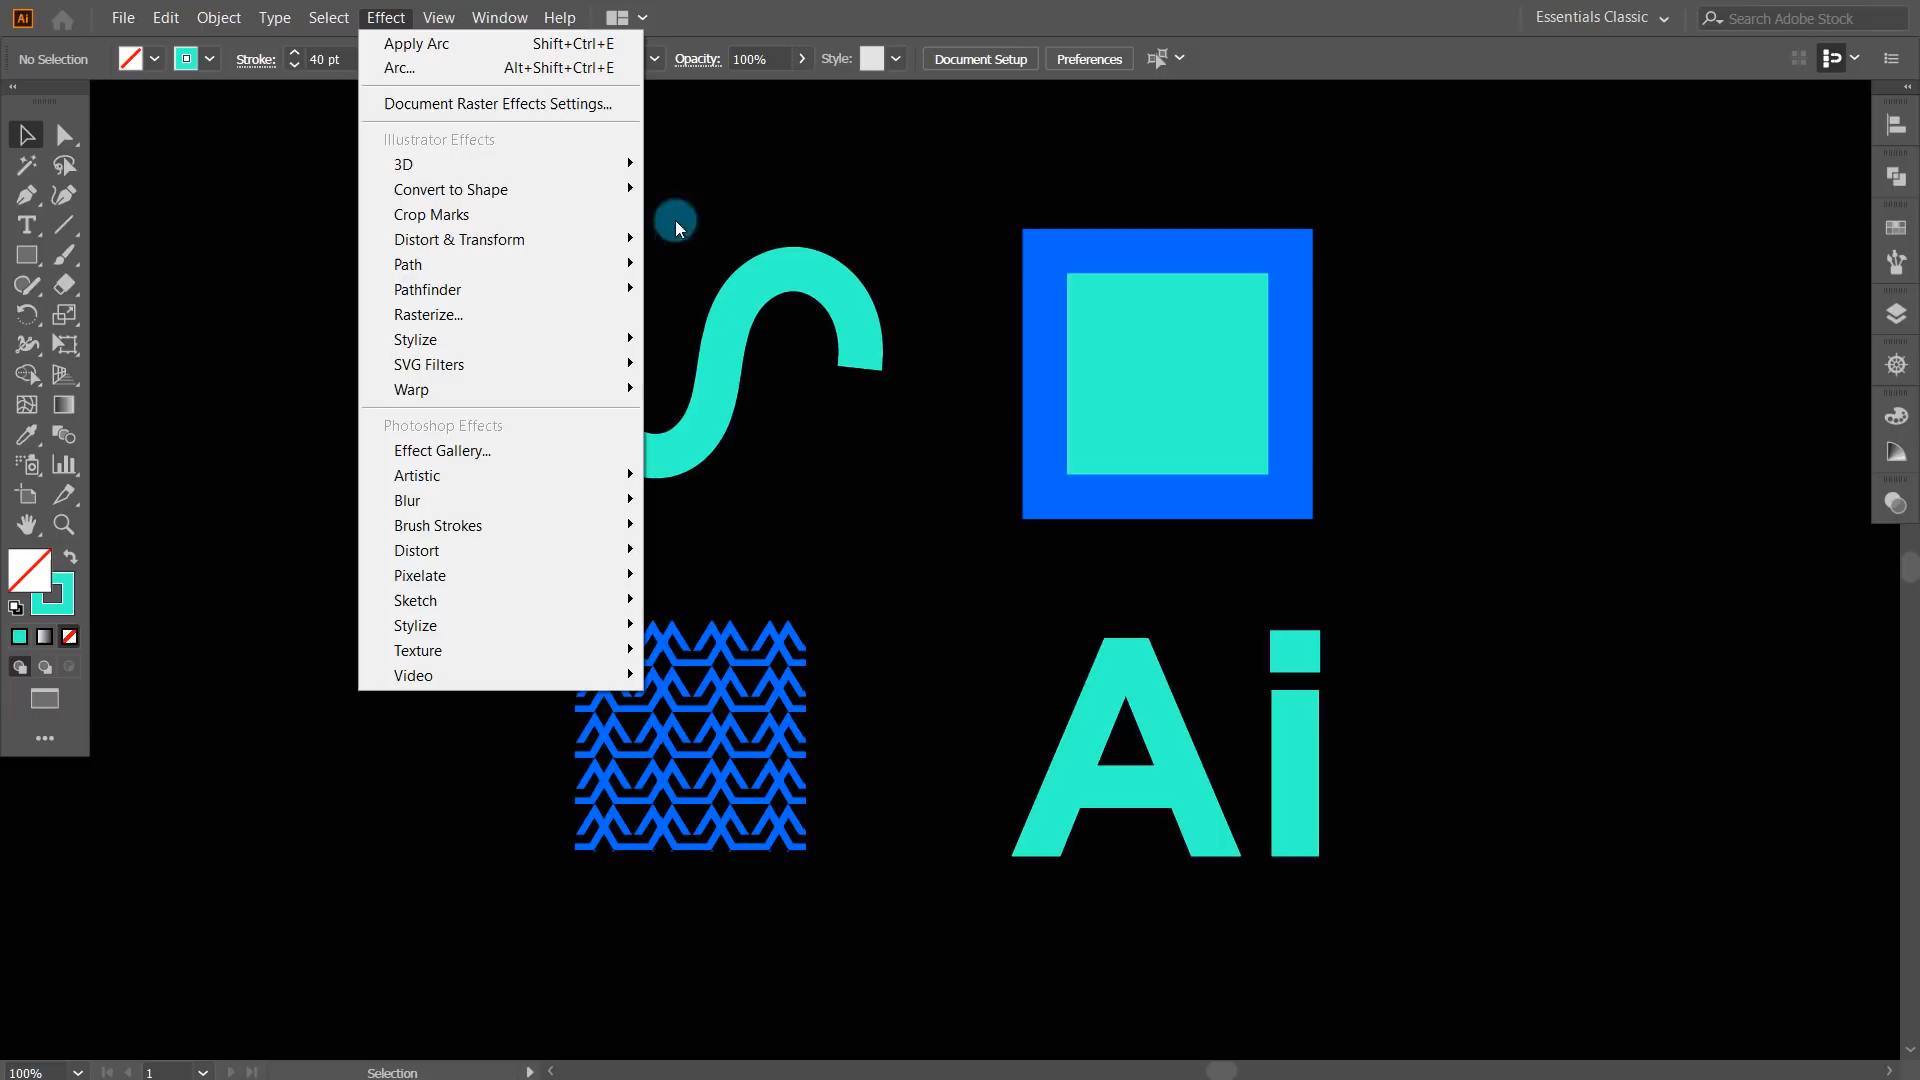 Ai File Edit Object Type Select Effect View Window Help Essentials Classic Search Adobe Stock
No Selection Stroke: 40 pt Opacity: 100% Style: Document Setup Preferences
Apply Arc Shift+Ctrl+E
Arc... Alt+Shift+Ctrl+E
Document Raster Effects Settings...
Illustrator Effects
3D
Convert to Shape
Crop Marks
Distort & Transform
Path
Pathfinder
Rasterize...
Stylize
SVG Filters
Warp
Photoshop Effects
Effect Gallery...
Artistic
Blur
Brush Strokes
Distort
Pixelate
Sketch
Stylize
Texture
Video
Ai
100% 1 Selection